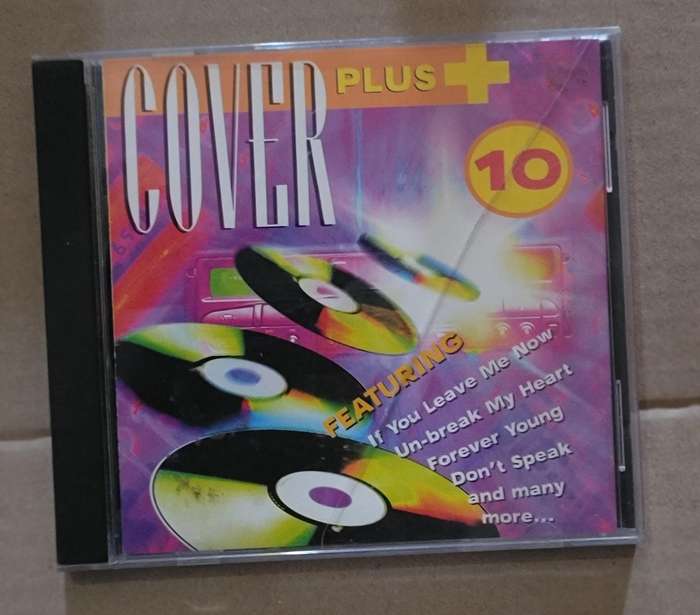 COVER
PLUS+
10
FEATURING
If You Leave Me Now
Un-break My Heart
Forever Young
Don't Speak
and many
more...